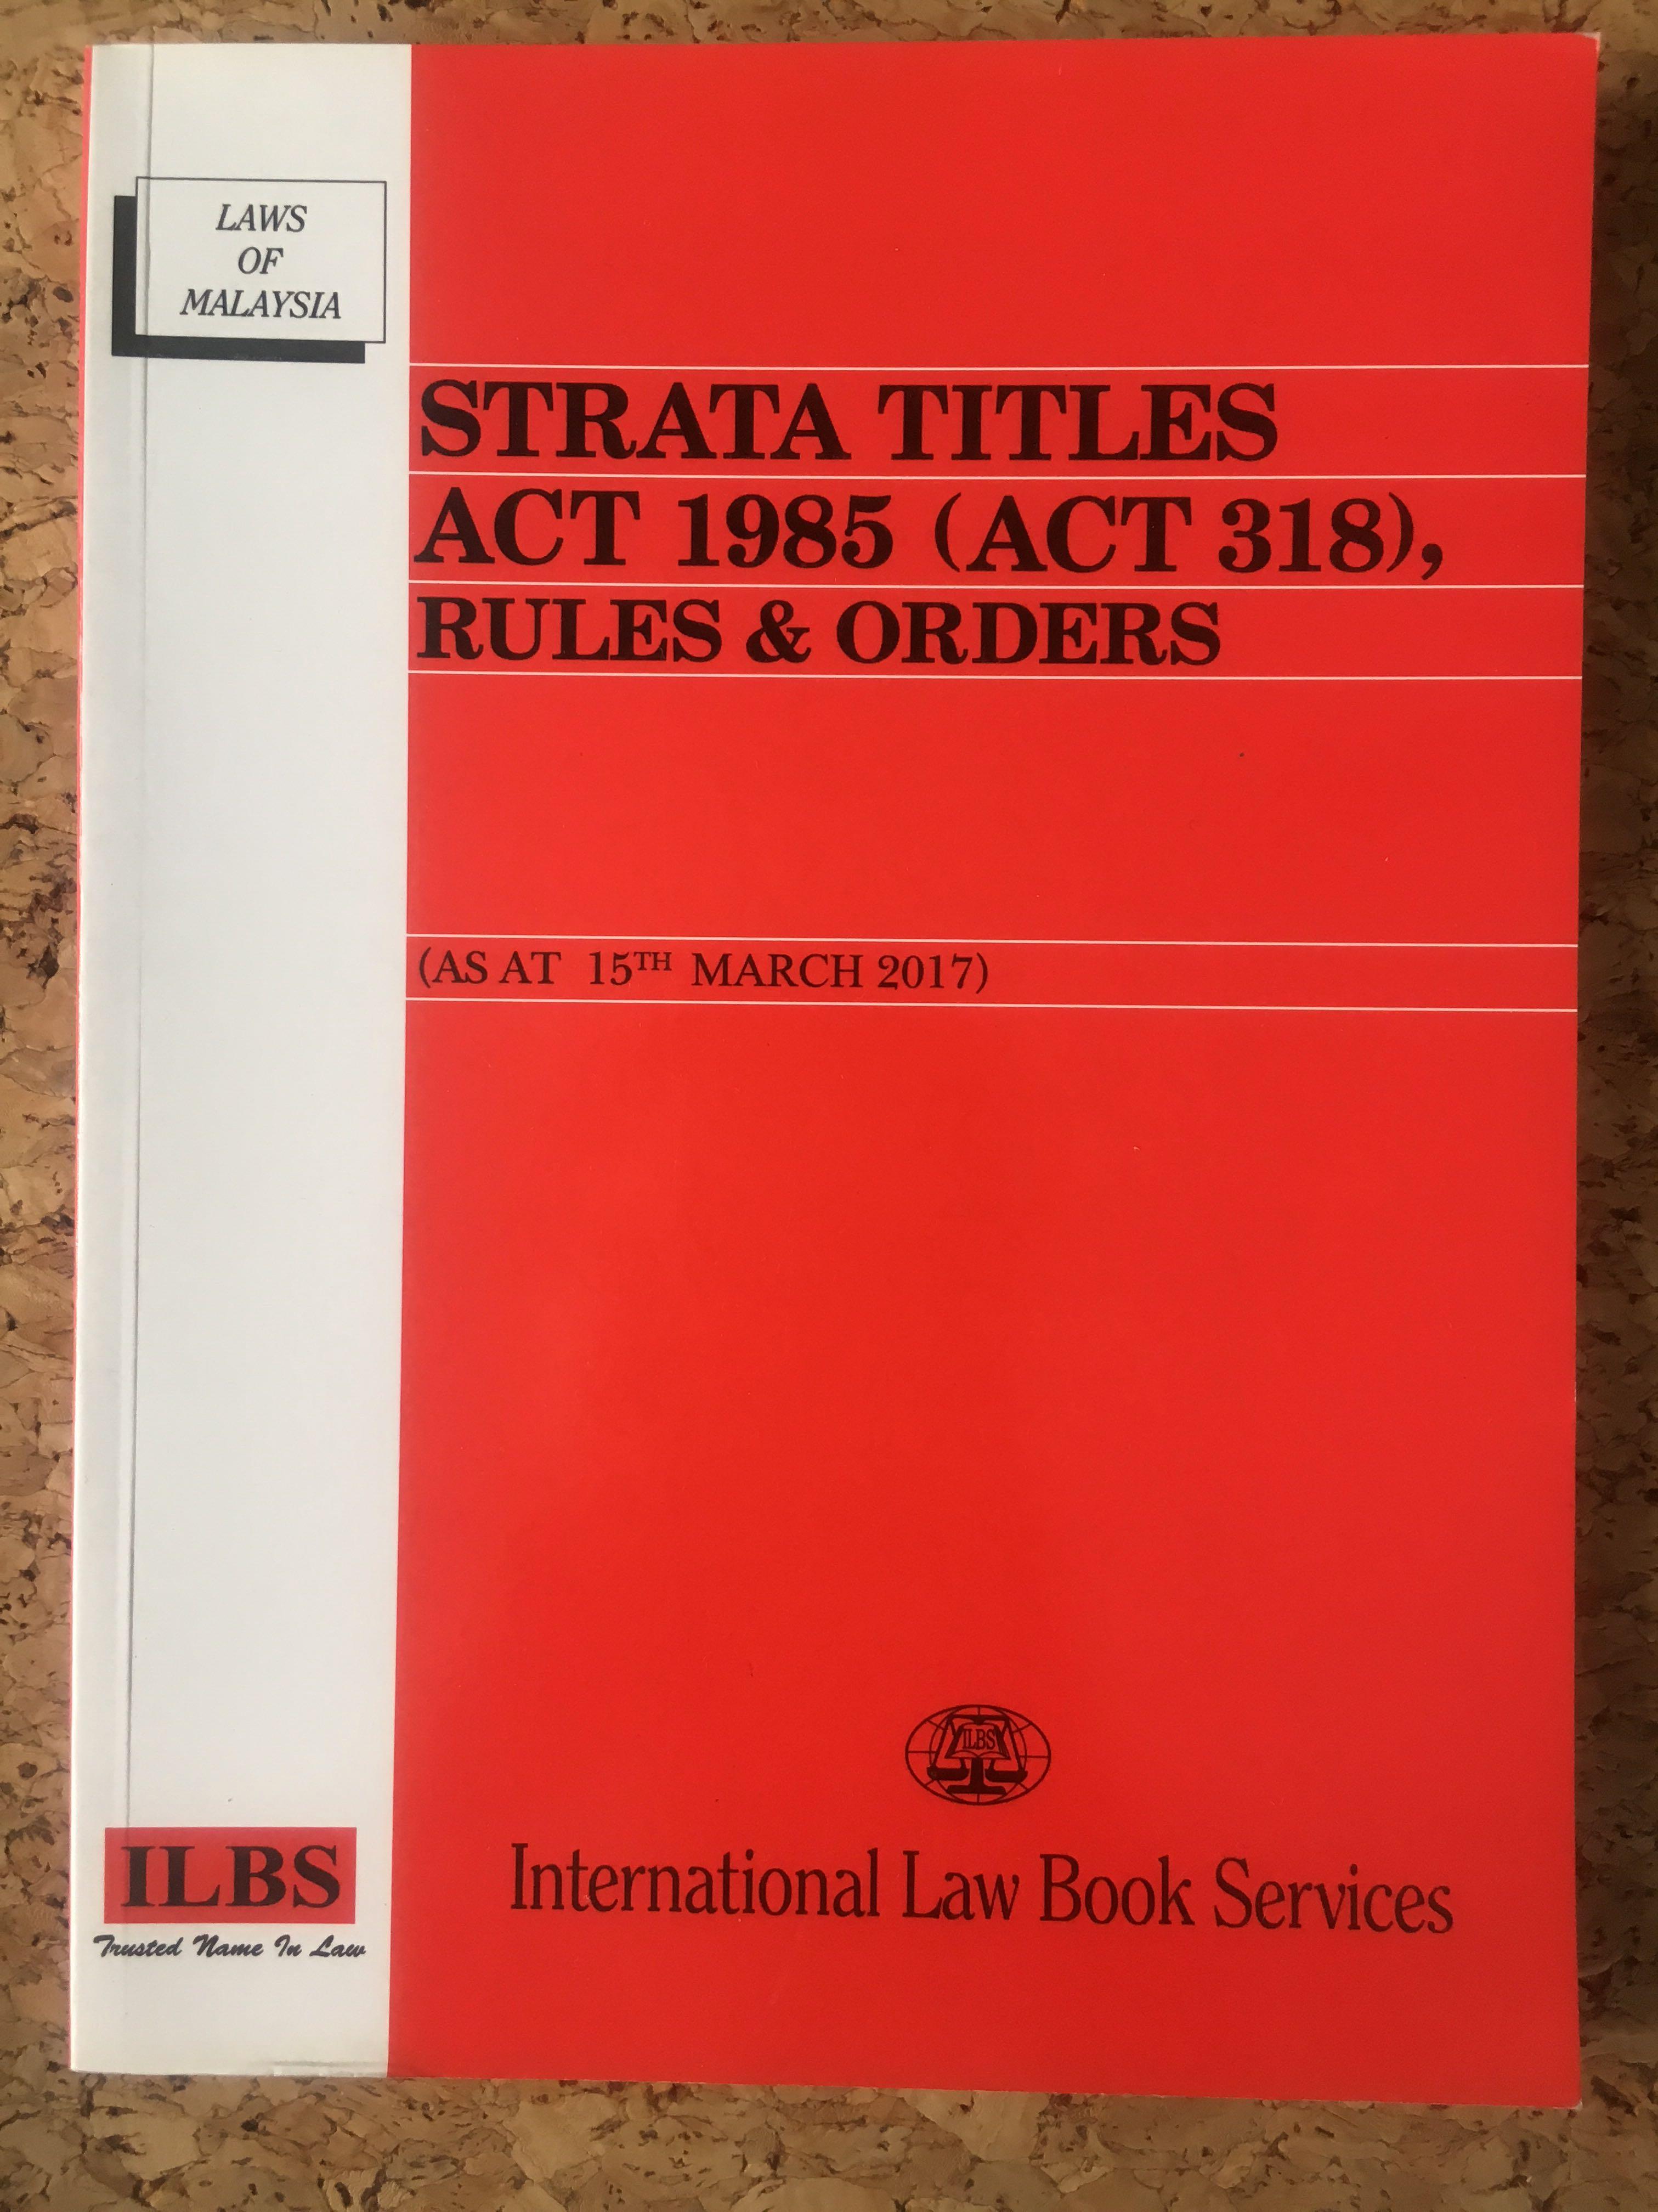 LAWS
OF
MALAYSIA
STRATA TITLES
ACT 1985 (ACT 318),
RULES & ORDERS
(AS AT 15TH MARCH 2017)
ILBS
International Law Book Services
ILBS
Trusted Name In Law